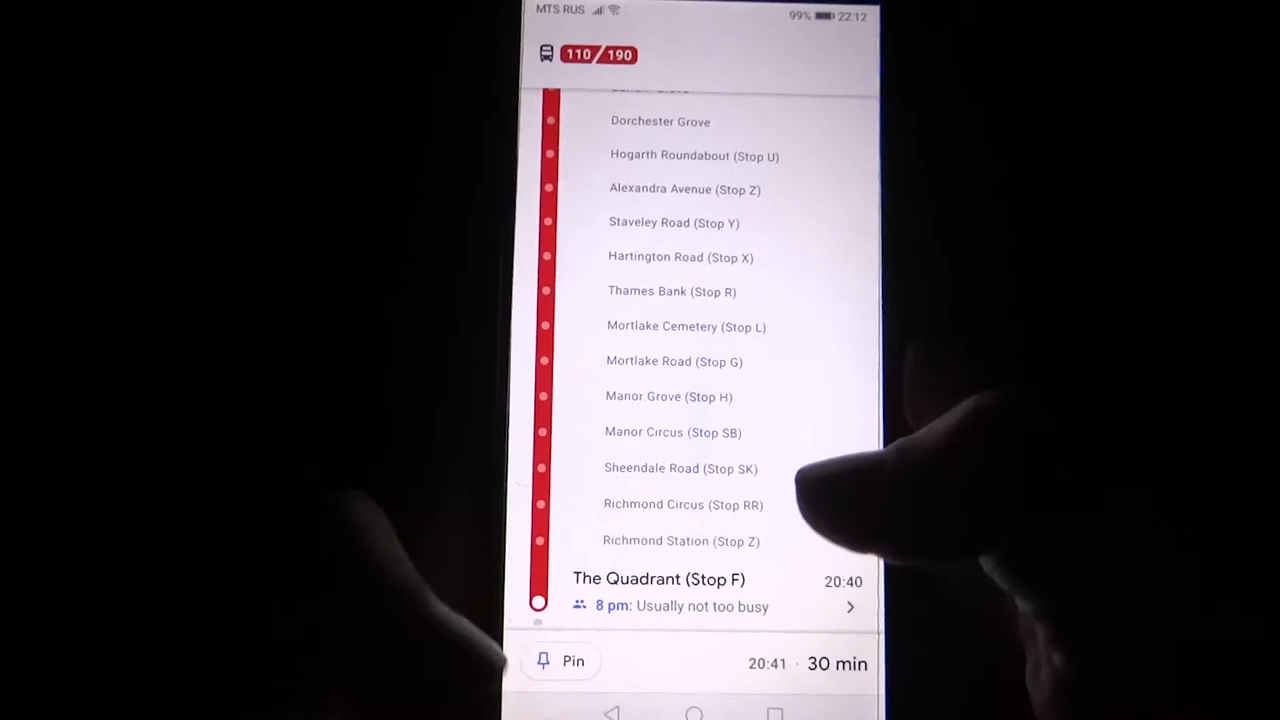 MTS RUS 99% 22:12
110/190
Dorchester Grove
Hogarth Roundabout (Stop U)
Alexandra Avenue (Stop Z)
Staveley Road (Stop Y)
Hartington Road (Stop X)
Thames Bank (Stop R)
Mortlake Cemetery (Stop L)
Mortlake Road (Stop G)
Manor Grove (Stop H)
Manor Circus (Stop SB)
Sheendale Road (Stop SK)
Richmond Circus (Stop RR)
Richmond Station (Stop Z)
The Quadrant (Stop F) 20:40
8 pm: Usually not too busy
Pin 20:41 · 30 min